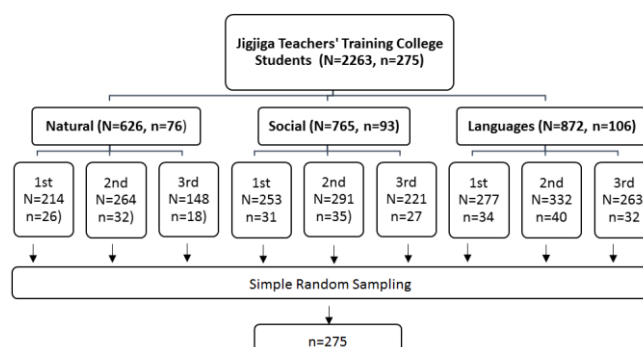 Jigjiga Teachers' Training College
Students (N=2263, n=275)
Natural (N=626, n=76)
Social (N=765, n=93)
Languages (N=872, n=106)
1st
N=214
n=26)
2nd
N=264
n=32)
3rd
N=148
n=18)
1st
N=253
n=31
2nd
N=291
n=35)
3rd
N=221
n=27
1st
N=277
n=34
2nd
N=332
n=40
3rd
N=263
n=32
Simple Random Sampling
n=275